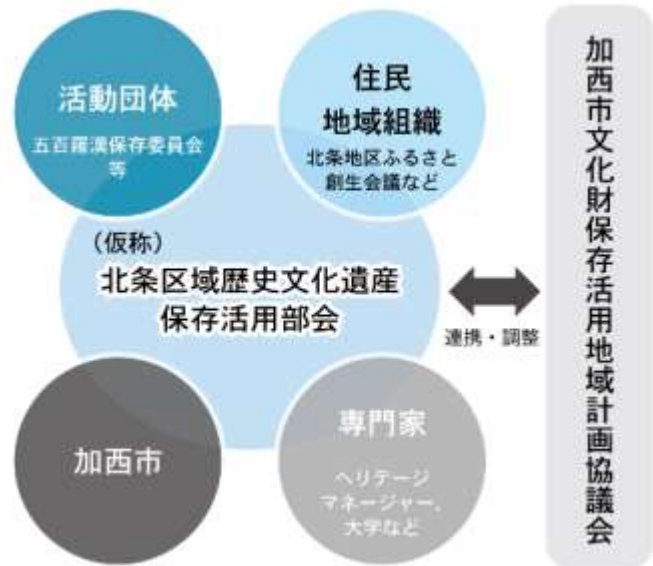 活動団体
五百羅漢保存委員会
等
住民
地域組織
北条地区ふるさと
創生会議など
（仮称）
北条区域歴史文化遺産
保存活用部会
連携・調整
加西市
専門家
ヘリテージ
マネージャー、
大学など
加西市文化財保存活用地域計画協議会